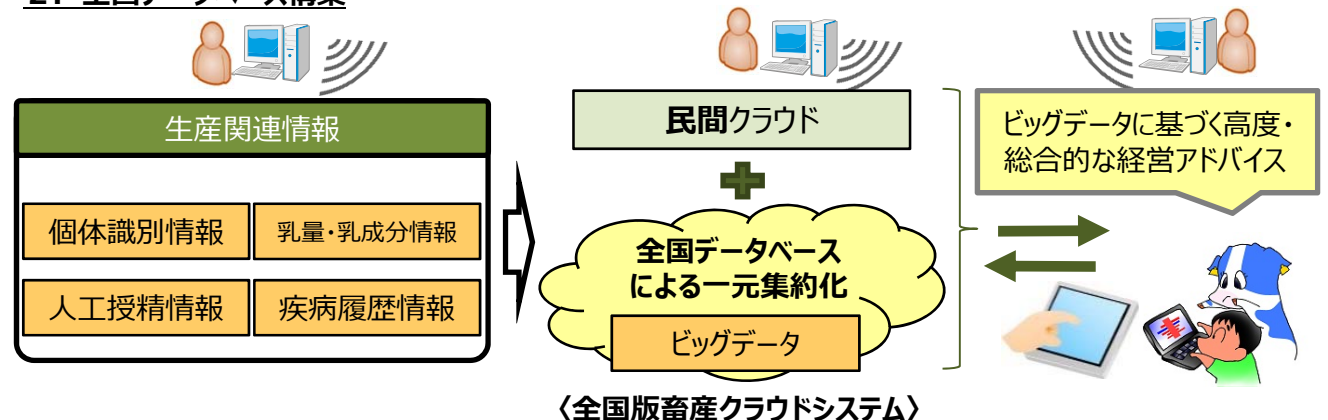 生産関連情報
個体識別情報
乳量・乳成分情報
人工授精情報
疾病履歴情報
民間クラウド
全国データベース
による一元集約化
ビッグデータ
〈全国版畜産クラウドシステム〉
ビッグデータに基づく高度・
総合的な経営アドバイス